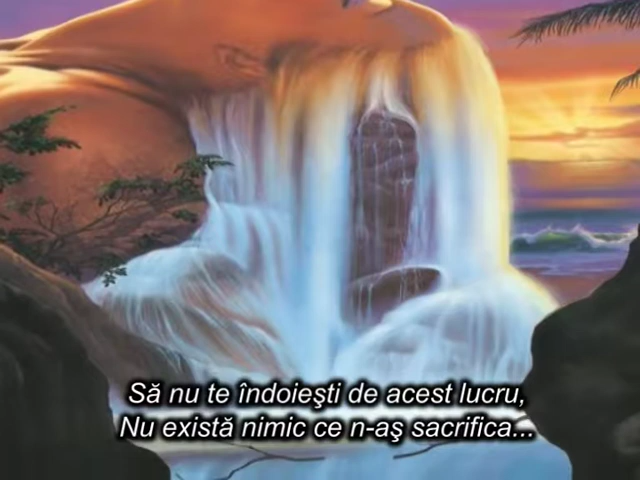 Să nu te îndoieşti de acest lucru,
Nu există nimic ce n-aş sacrifica...